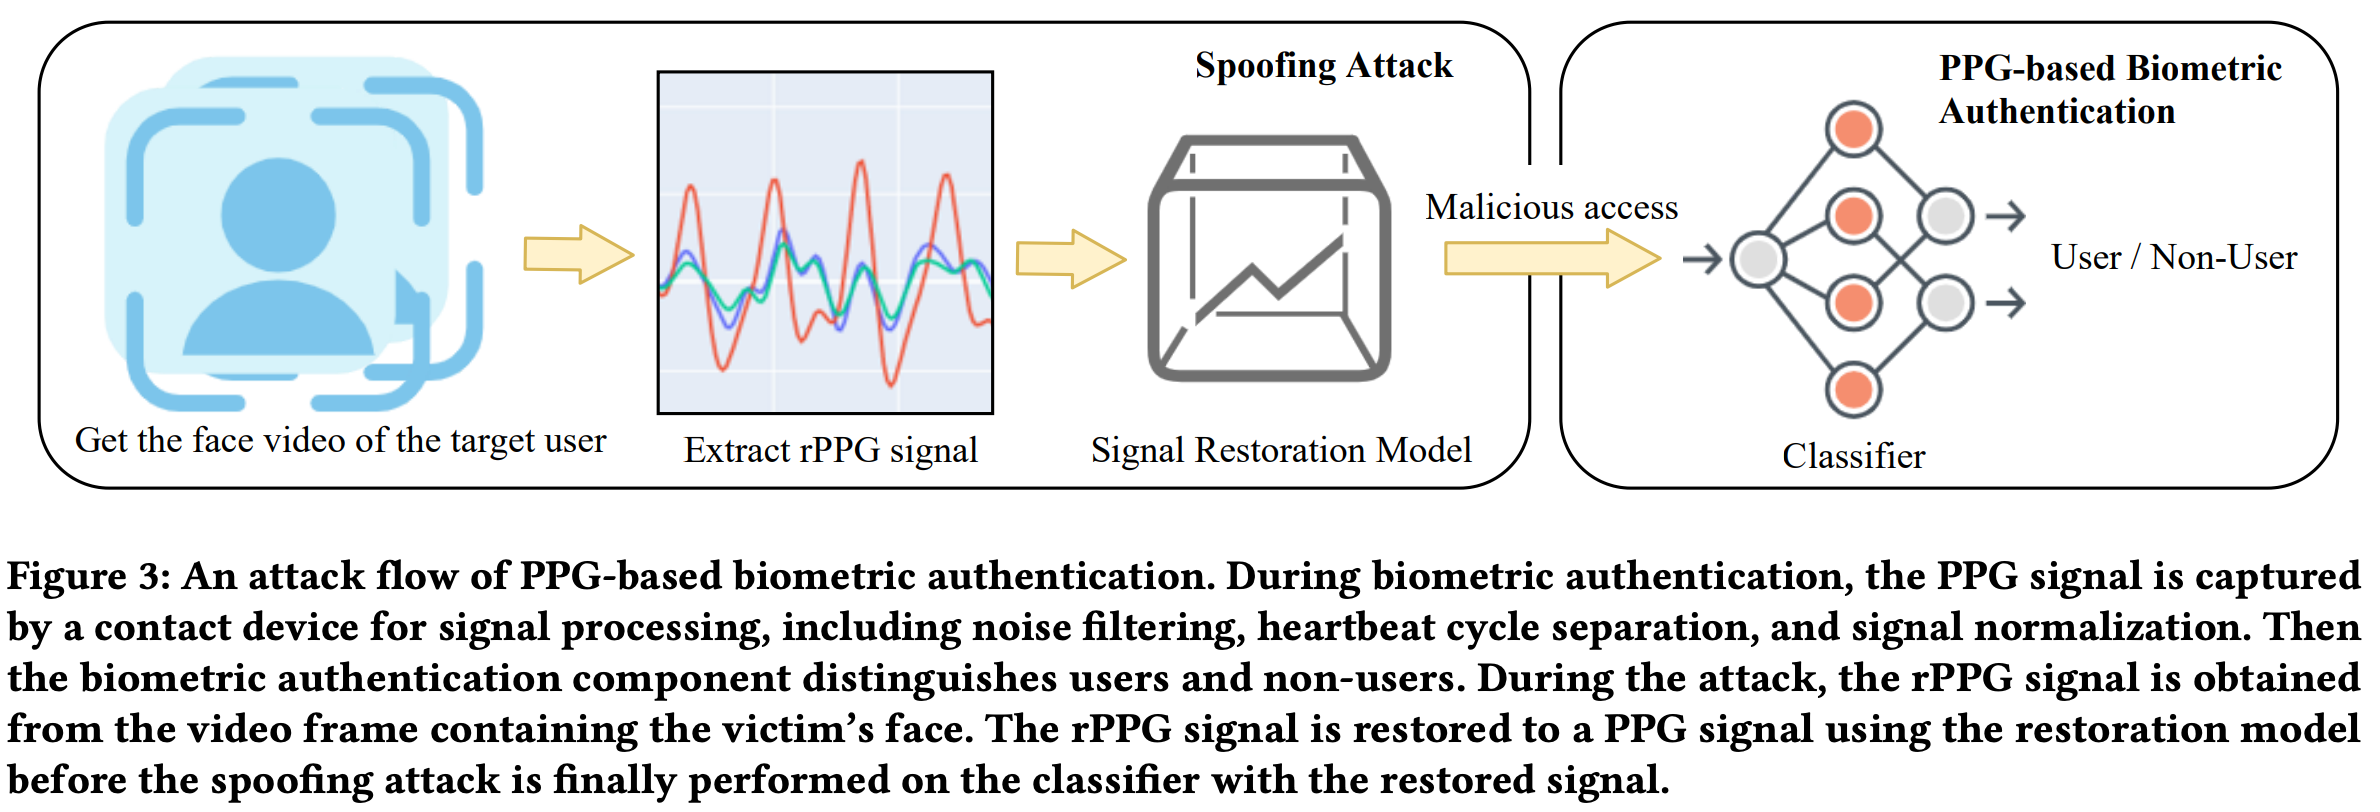 Spoofing Attack
PPG-based Biometric
Authentication
Malicious access
User / Non-User
Get the face video of the target user
Extract rPPG signal
Signal Restoration Model
Classifier
Figure 3: An attack flow of PPG-based biometric authentication. During biometric authentication, the PPG signal is captured
by a contact device for signal processing, including noise filtering, heartbeat cycle separation, and signal normalization. Then
the biometric authentication component distinguishes users and non-users. During the attack, the rPPG signal is obtained
from the video frame containing the victim’s face. The rPPG signal is restored to a PPG signal using the restoration model
before the spoofing attack is finally performed on the classifier with the restored signal.